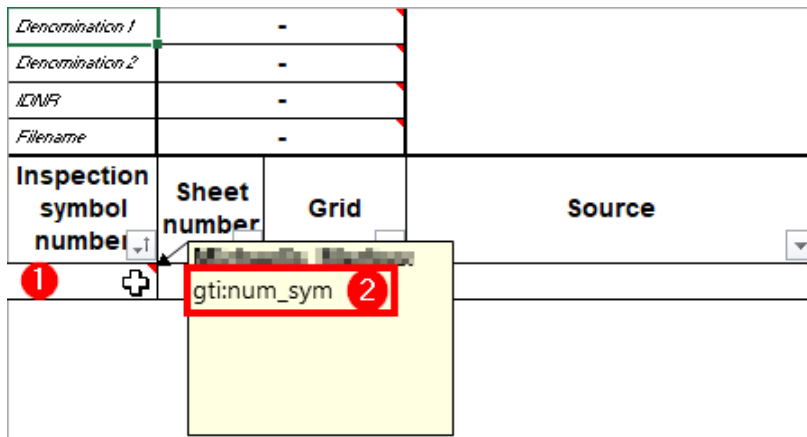 Denomination 1 -
Denomination 2 -
IDNR -
Filename -
Inspection
symbol
number
Sheet
number
Grid
Source
1
gti:num_sym 2